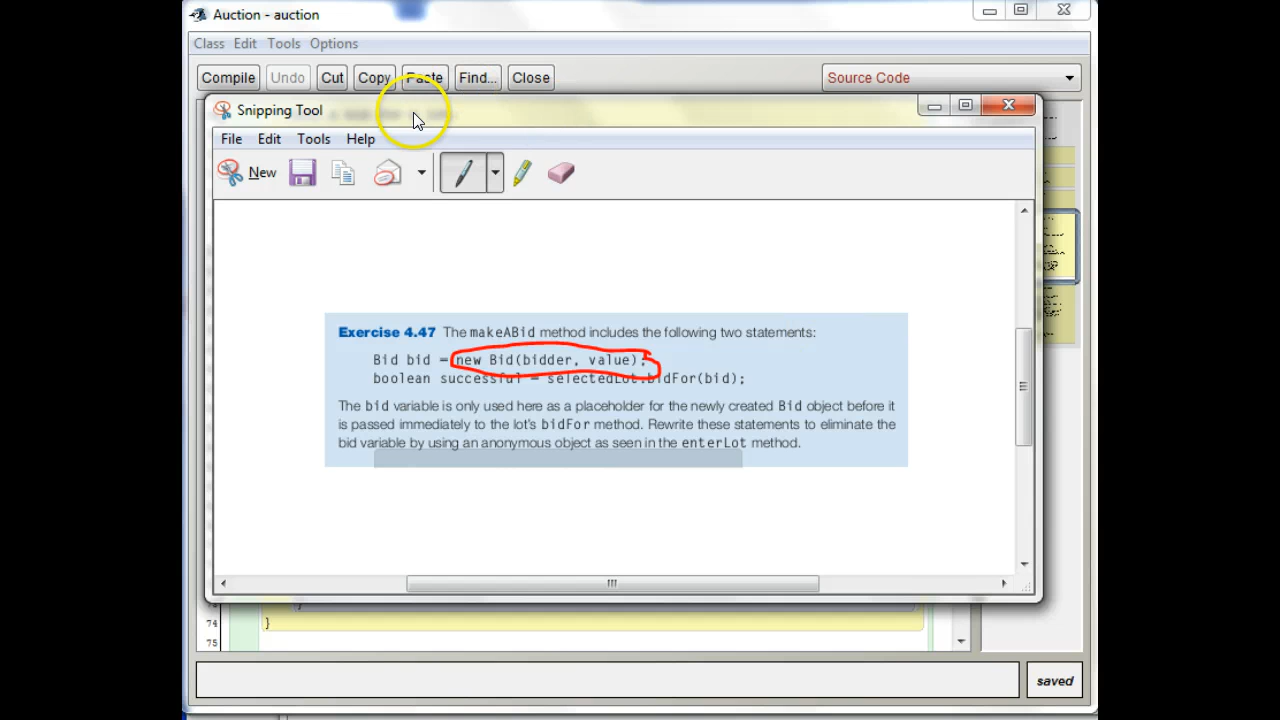 Auction - auction
Class Edit Tools Options
Compile Undo Cut Copy Paste Find... Close Source Code
Snipping Tool
File Edit Tools Help
New
Exercise 4.47 The makeABid method includes the following two statements:
Bid bid = new Bid(bidder, value);
boolean successful = selectedLot.bidFor(bid);
The bid variable is only used here as a placeholder for the newly created Bid object before it
is passed immediately to the lot's bidFor method. Rewrite these statements to eliminate the
bid variable by using an anonymous object as seen in the enterLot method.
74 }
75
saved